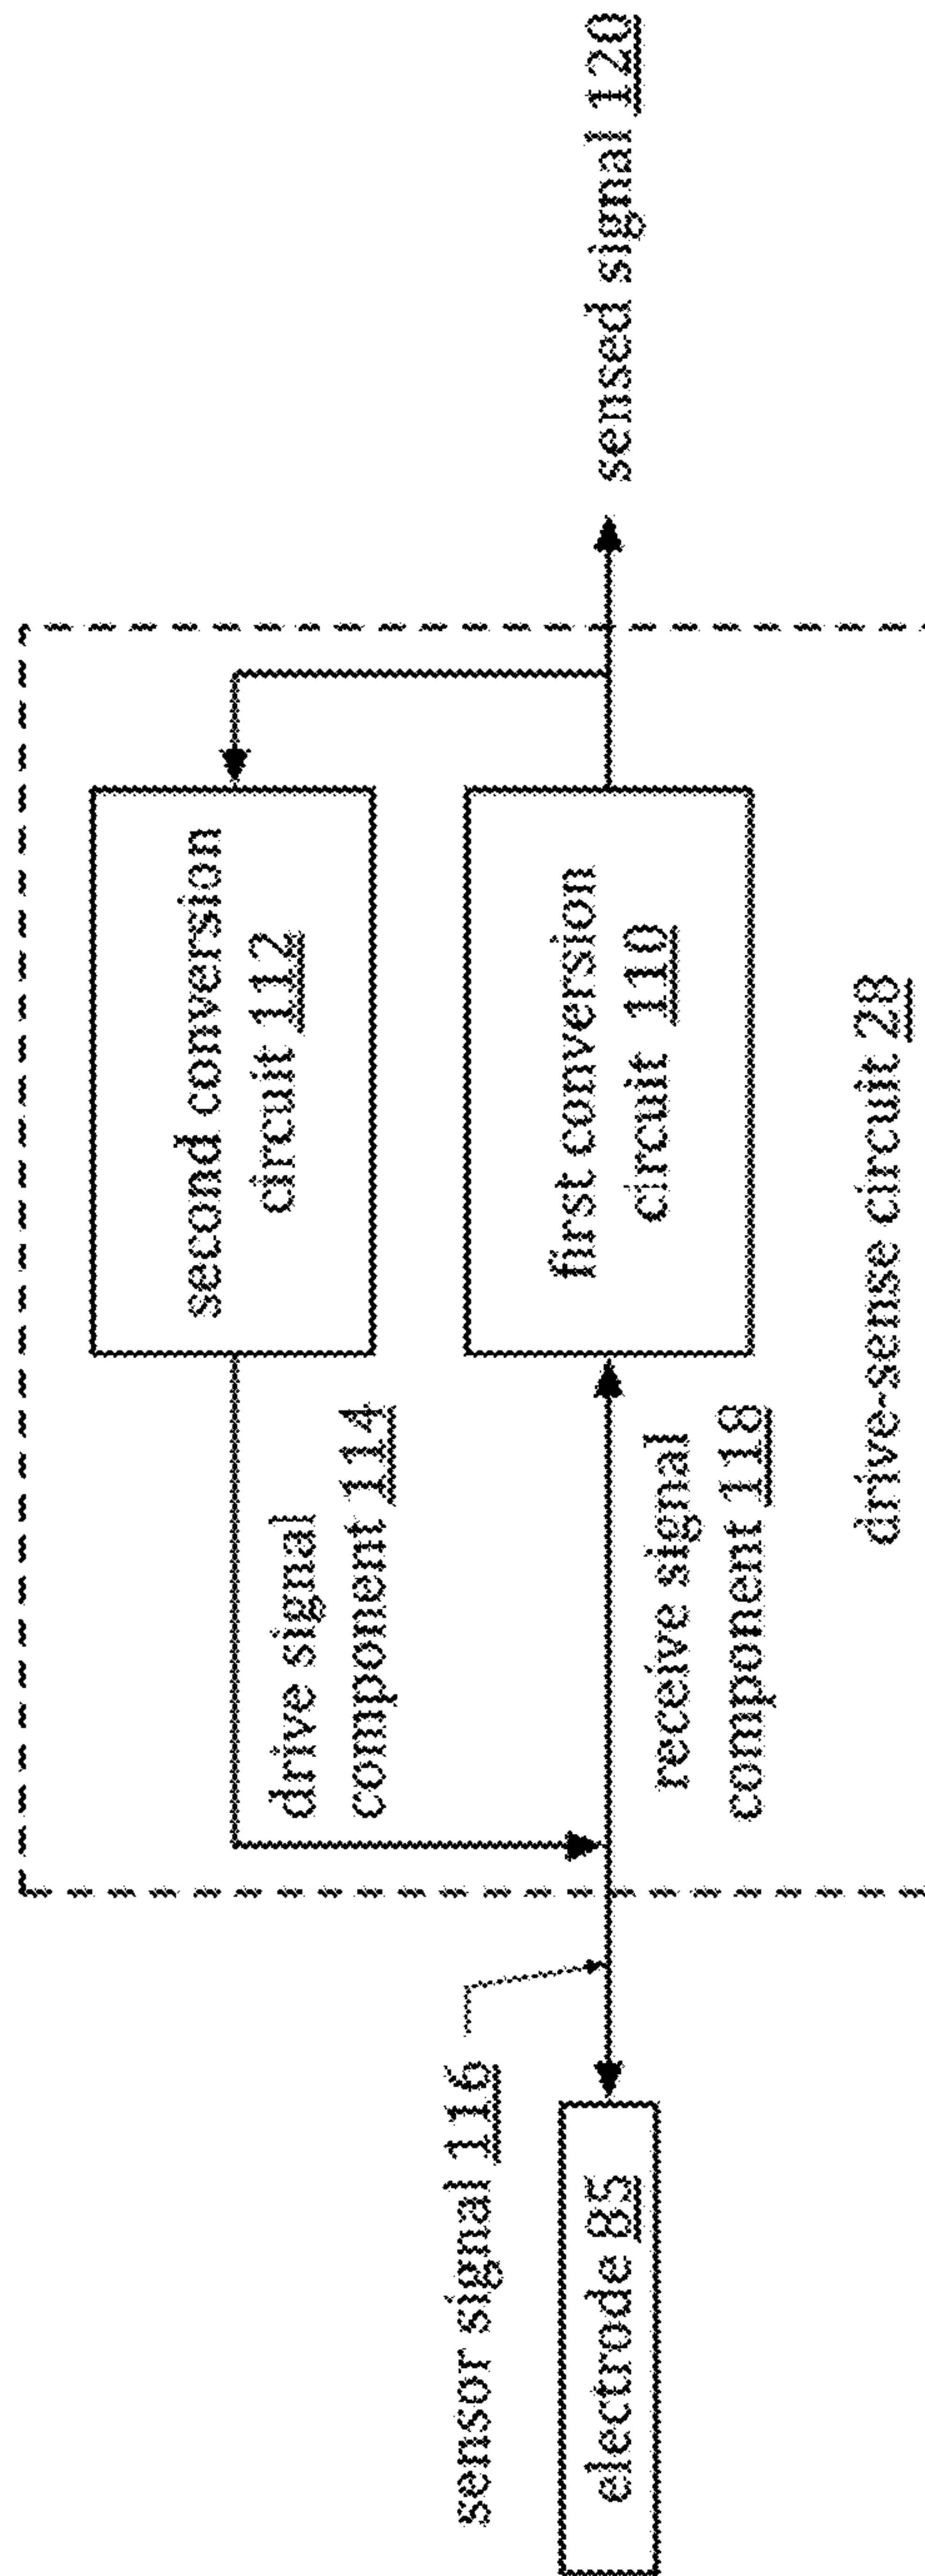 second conversion
circuit 112
drive signal
component 114
sensor signal 116
electrode 85
first conversion
circuit 110
receive signal
component 118
sensed signal 120
drive-sense circuit 28